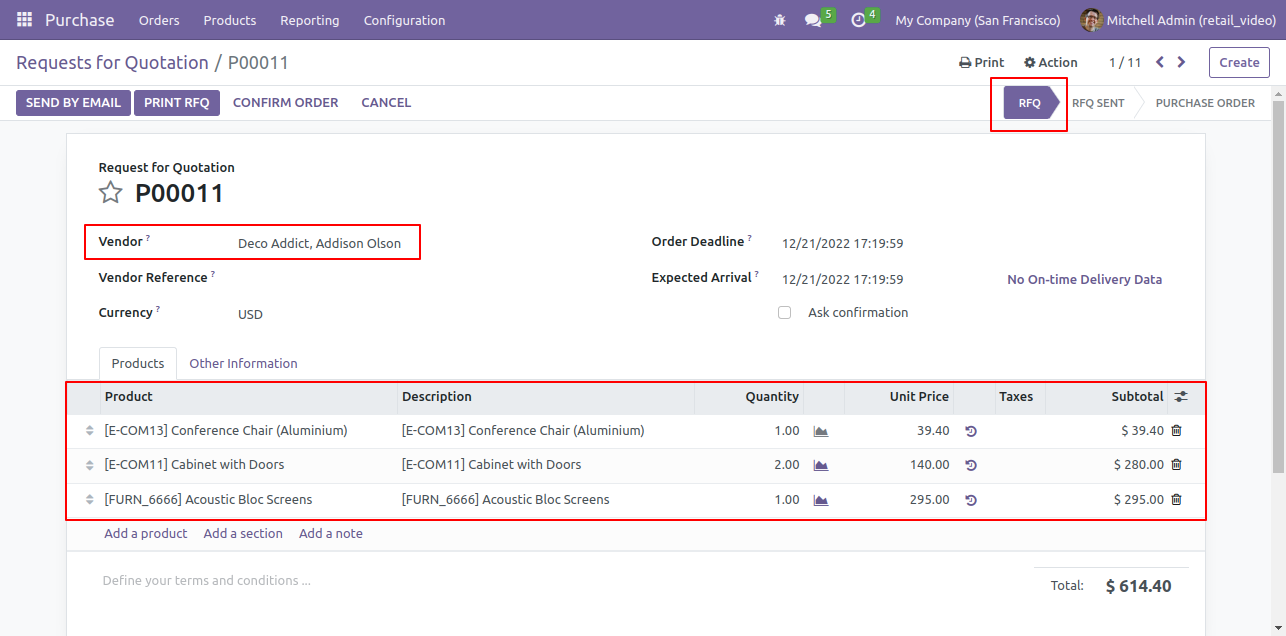 Purchase Orders Products Reporting Configuration 5 4 My Company (San Francisco) Mitchell Admin (retail_video)
Requests for Quotation / P00011 Print Action 1 / 11 Create
SEND BY EMAIL PRINT RFQ CONFIRM ORDER CANCEL RFQ RFQ SENT PURCHASE ORDER
Request for Quotation
P00011
Vendor ? Deco Addict, Addison Olson Order Deadline ? 12/21/2022 17:19:59
Vendor Reference ? Expected Arrival ? 12/21/2022 17:19:59 No On-time Delivery Data
Currency ? USD Ask confirmation
Products Other Information
Product Description Quantity Unit Price Taxes Subtotal
[E-COM13] Conference Chair (Aluminium) [E-COM13] Conference Chair (Aluminium) 1.00 39.40 $ 39.40
[E-COM11] Cabinet with Doors [E-COM11] Cabinet with Doors 2.00 140.00 $ 280.00
[FURN_6666] Acoustic Bloc Screens [FURN_6666] Acoustic Bloc Screens 1.00 295.00 $ 295.00
Add a product Add a section Add a note
Define your terms and conditions ... Total: $ 614.40